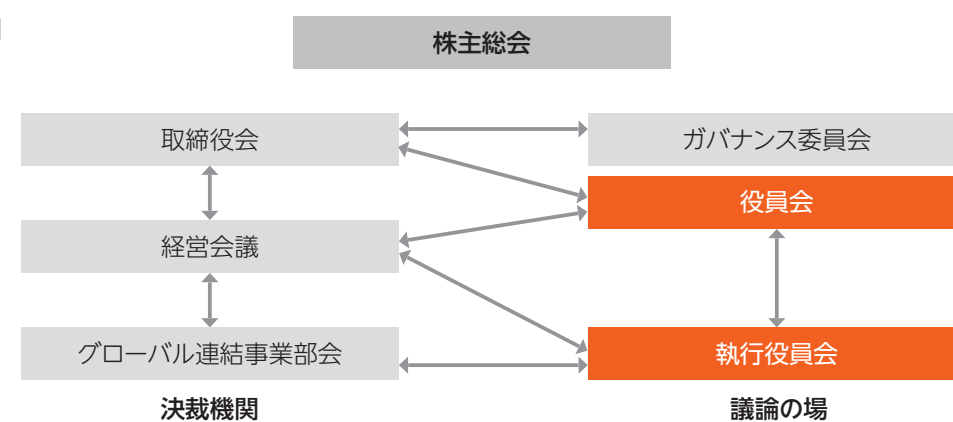 株主総会
取締役会
ガバナンス委員会
役員会
経営会議
グローバル連結事業部会
執行役員会
決裁機関
議論の場